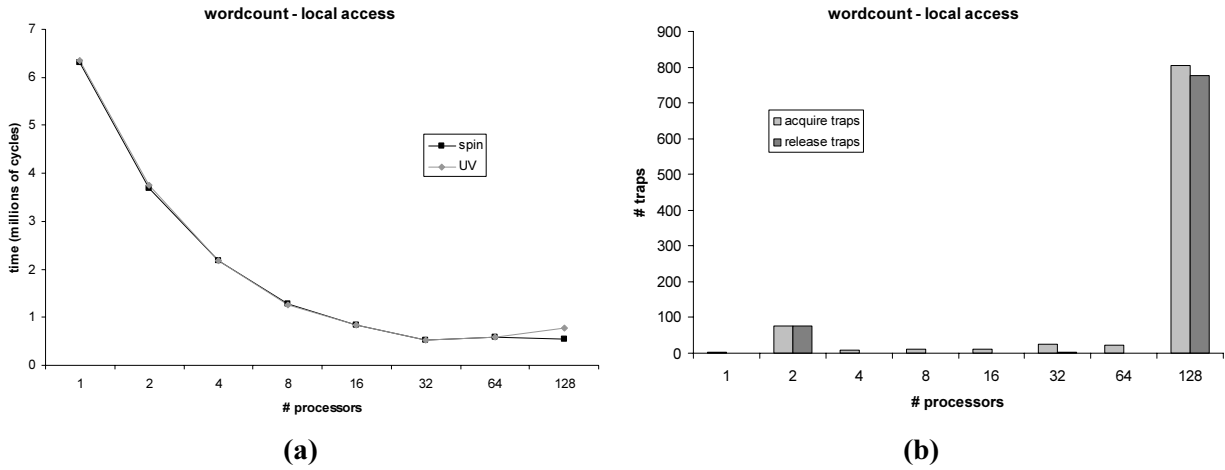 wordcount - local access
7
6
5
4
3
2
1
0
time (millions of cycles)
spin
UV
1 2 4 8 16 32 64 128
# processors
(a)
wordcount - local access
900
800
700
600
500
400
300
200
100
0
# traps
acquire traps
release traps
1 2 4 8 16 32 64 128
# processors
(b)